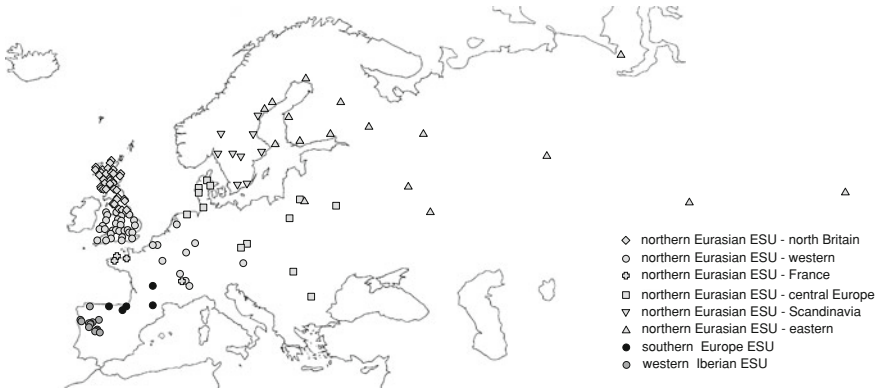 northern Eurasian ESU - north Britain
northern Eurasian ESU - western
northern Eurasian ESU - France
northern Eurasian ESU - central Europe
northern Eurasian ESU - Scandinavia
northern Eurasian ESU - eastern
southern Europe ESU
western Iberian ESU